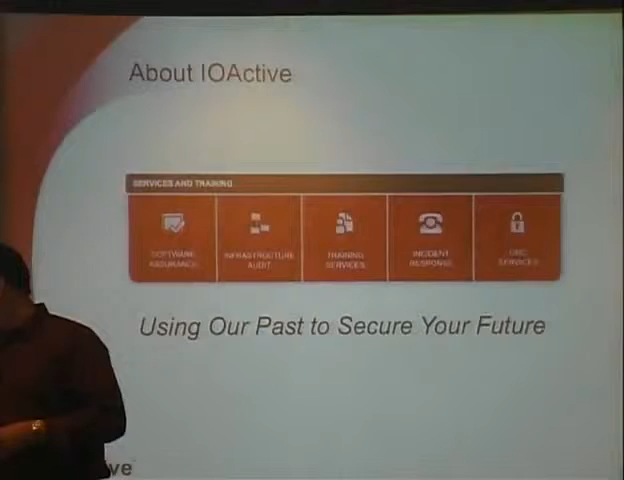 About IOActive
SERVICES AND TRAINING
SOFTWARE
ASSURANCE
INFRASTRUCTURE
AUDIT
TRAINING
SERVICES
INCIDENT
RESPONSE
SERVICES
Using Our Past to Secure Your Future
ve